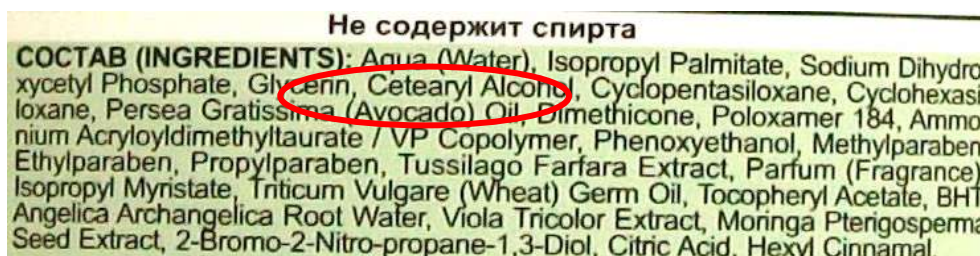 Не содержит спирта
СОСТАВ (INGREDIENTS): Aqua (Water), Isopropyl Palmitate, Sodium Dihydro
xycetyl Phosphate, Glycerin, Cetearyl Alcohol, Cyclopentasiloxane, Cyclohexasi
loxane, Persea Gratissima (Avocado) Oil, Dimethicone, Poloxamer 184, Ammo
nium Acryloyldimethyltaurate / VP Copolymer, Phenoxyethanol, Methylparaben
Ethylparaben, Propylparaben, Tussilago Farfara Extract, Parfum (Fragrance)
Isopropyl Myristate, Triticum Vulgare (Wheat) Germ Oil, Tocopheryl Acetate, BHT
Angelica Archangelica Root Water, Viola Tricolor Extract, Moringa Pterigosperma
Seed Extract, 2-Bromo-2-Nitro-propane-1,3-Diol, Citric Acid, Hexyl Cinnamal,